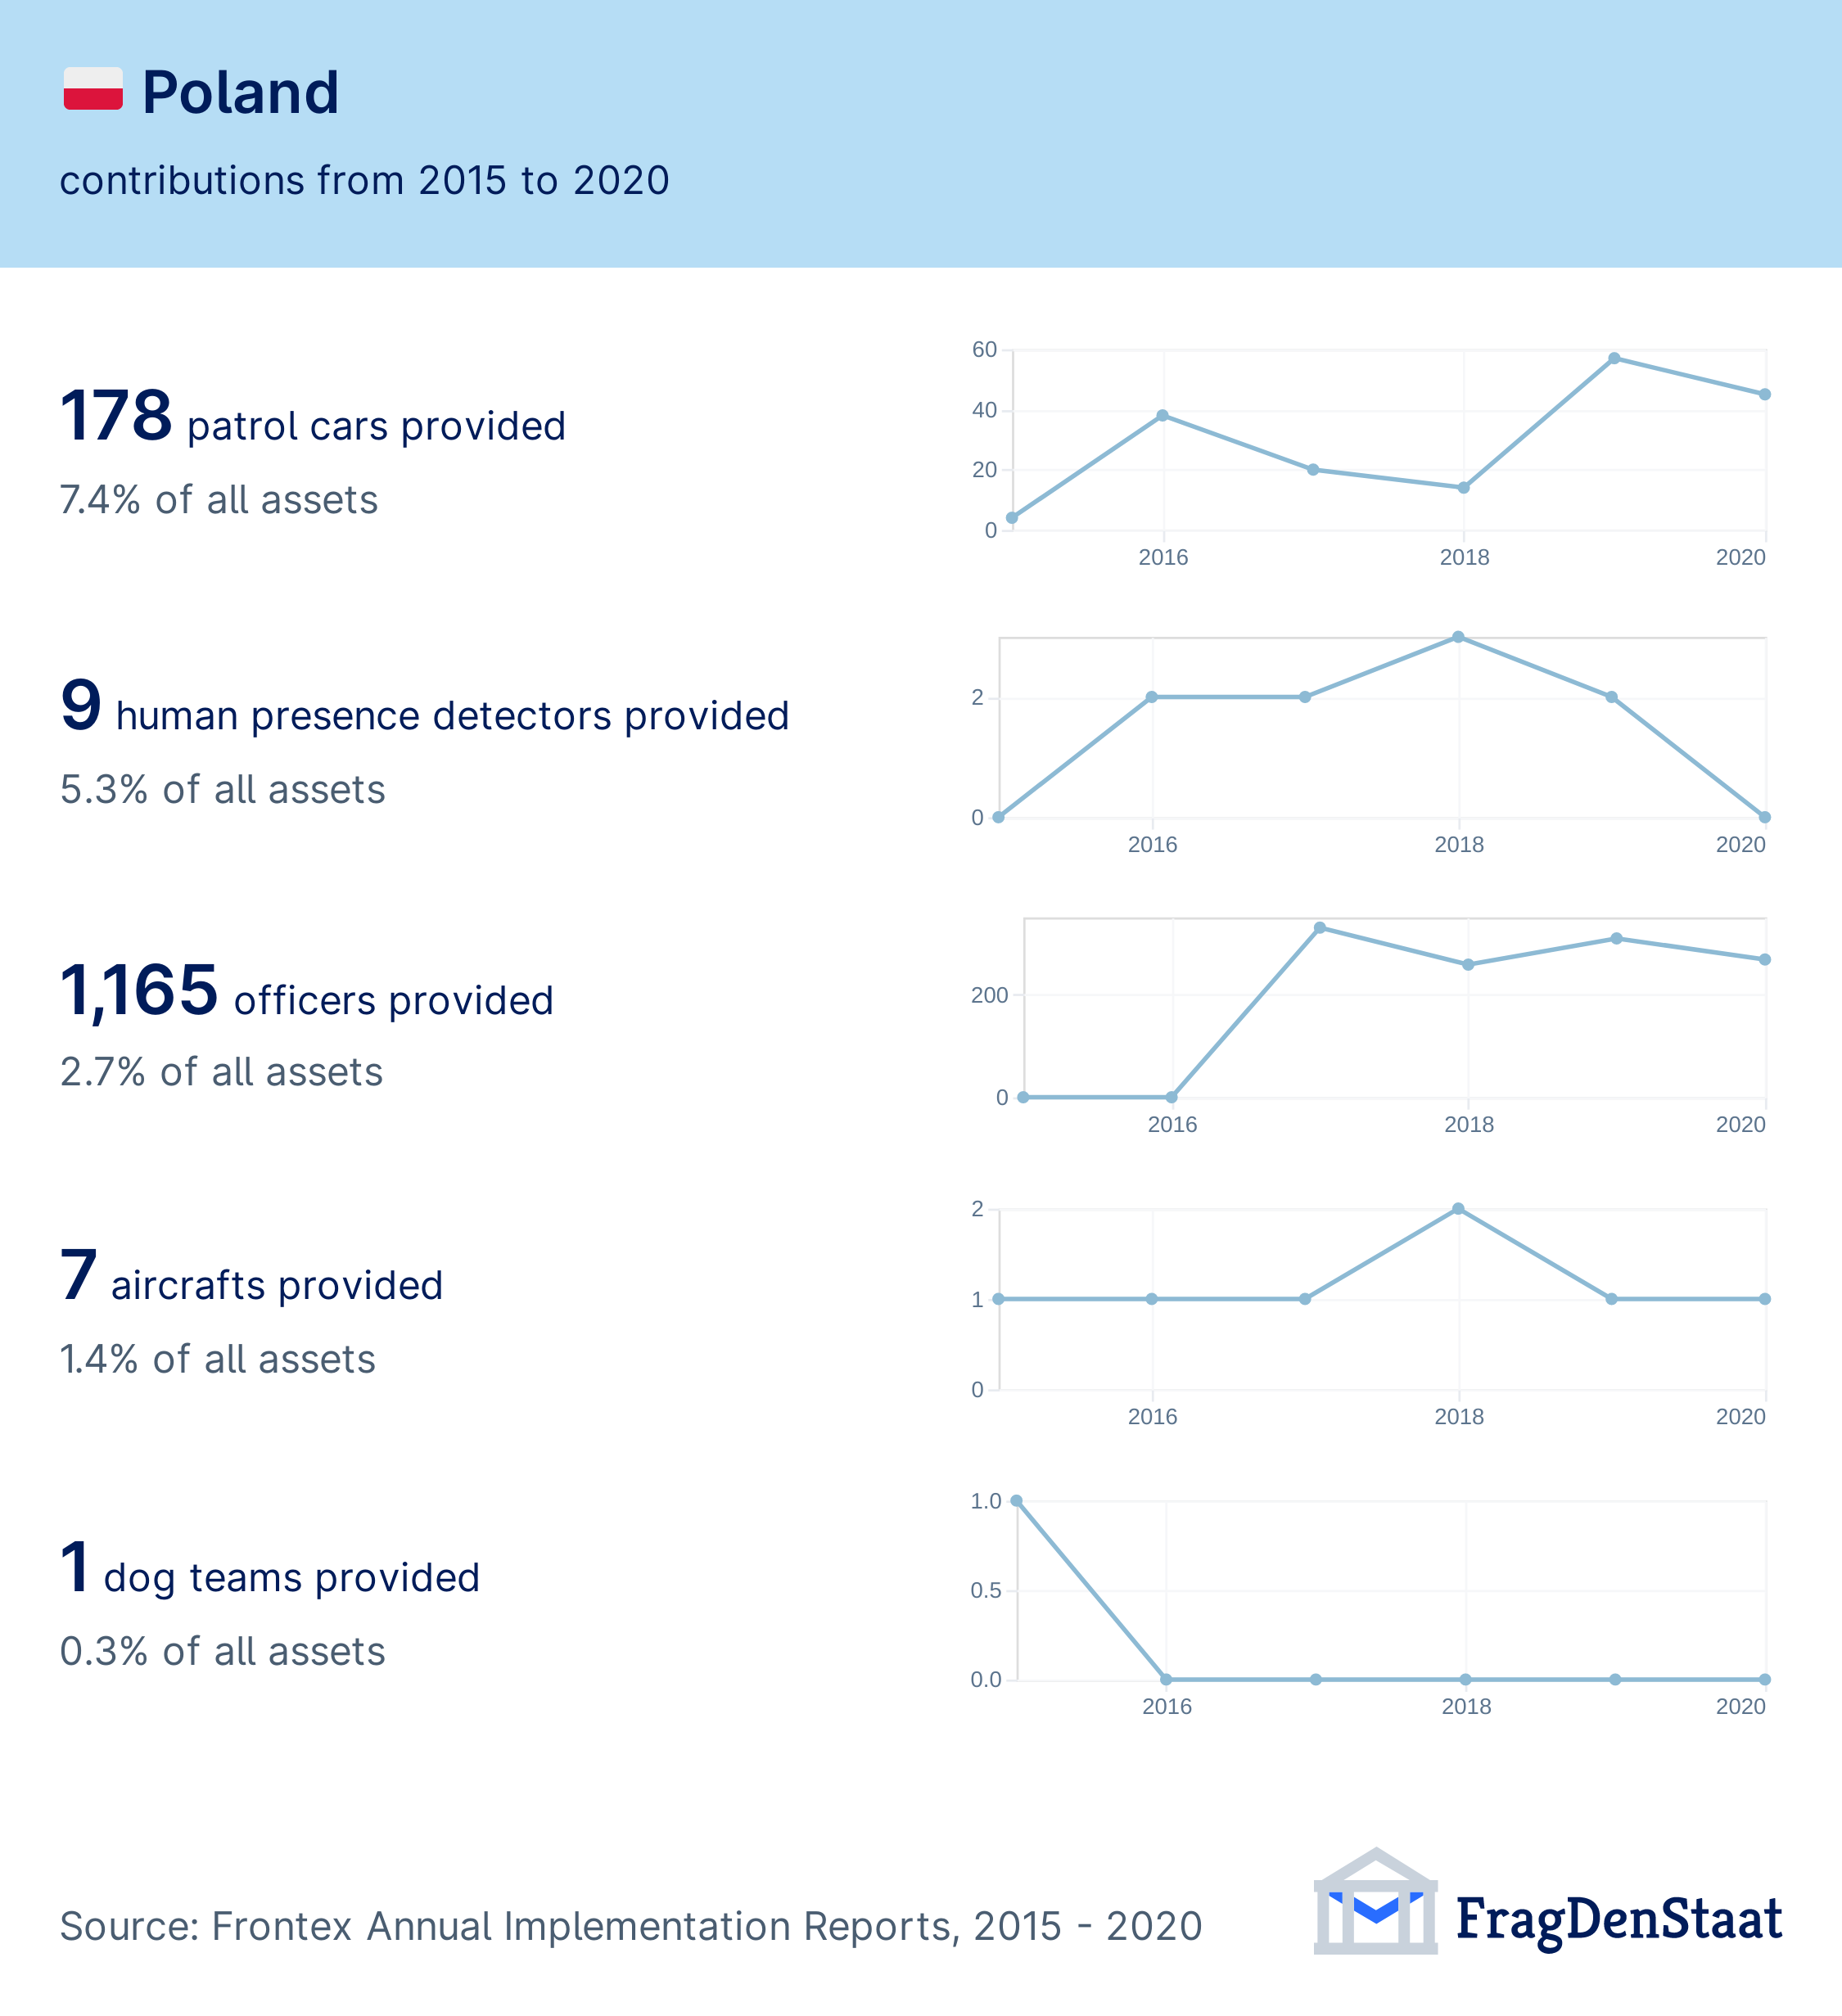 Poland
contributions from 2015 to 2020
178 patrol cars provided
7.4% of all assets
60
40
20
0
2016 2018 2020
9 human presence detectors provided
5.3% of all assets
2
0
2016 2018 2020
1,165 officers provided
2.7% of all assets
200
0
2016 2018 2020
7 aircrafts provided
1.4% of all assets
2
1
0
2016 2018 2020
1 dog teams provided
0.3% of all assets
1.0
0.5
0.0
2016 2018 2020
Source: Frontex Annual Implementation Reports, 2015 - 2020
FragDenStaat